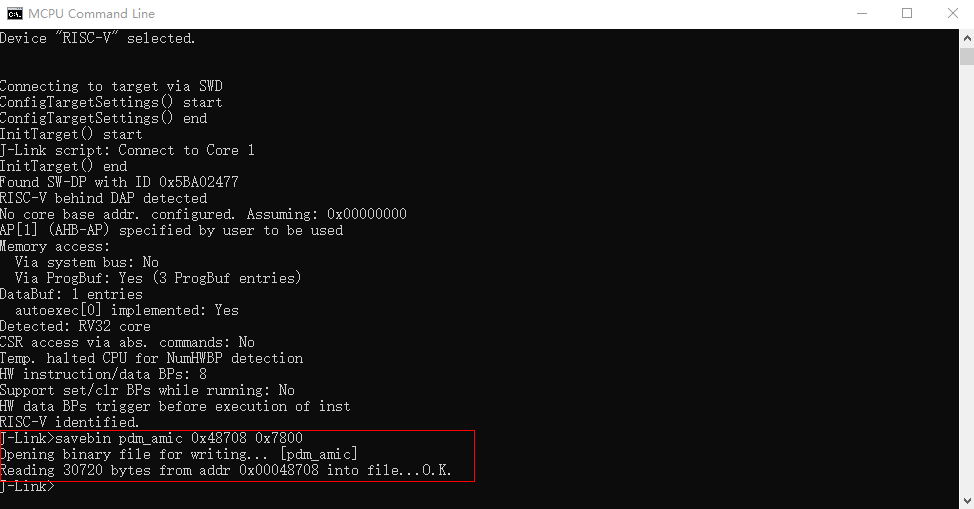 MCPU Command Line
Device "RISC-V" selected.
Connecting to target via SWD
ConfigTargetSettings() start
ConfigTargetSettings() end
InitTarget() start
J-Link script: Connect to Core 1
InitTarget() end
Found SW-DP with ID 0x5BA02477
RISC-V behind DAP detected
No core base addr. configured. Assuming: 0x00000000
AP[1] (AHB-AP) specified by user to be used
Memory access:
  Via system bus: No
  Via ProgBuf: Yes (3 ProgBuf entries)
DataBuf: 1 entries
  autoexec[0] implemented: Yes
Detected: RV32 core
CSR access via abs. commands: No
Temp. halted CPU for NumHWBP detection
HW instruction/data BPs: 8
Support set/clr BPs while running: No
HW data BPs trigger before execution of inst
RISC-V identified.
J-Link>savebin pdm_amic 0x48708 0x7800
Opening binary file for writing... [pdm_amic]
Reading 30720 bytes from addr 0x00048708 into file...O.K.
J-Link>